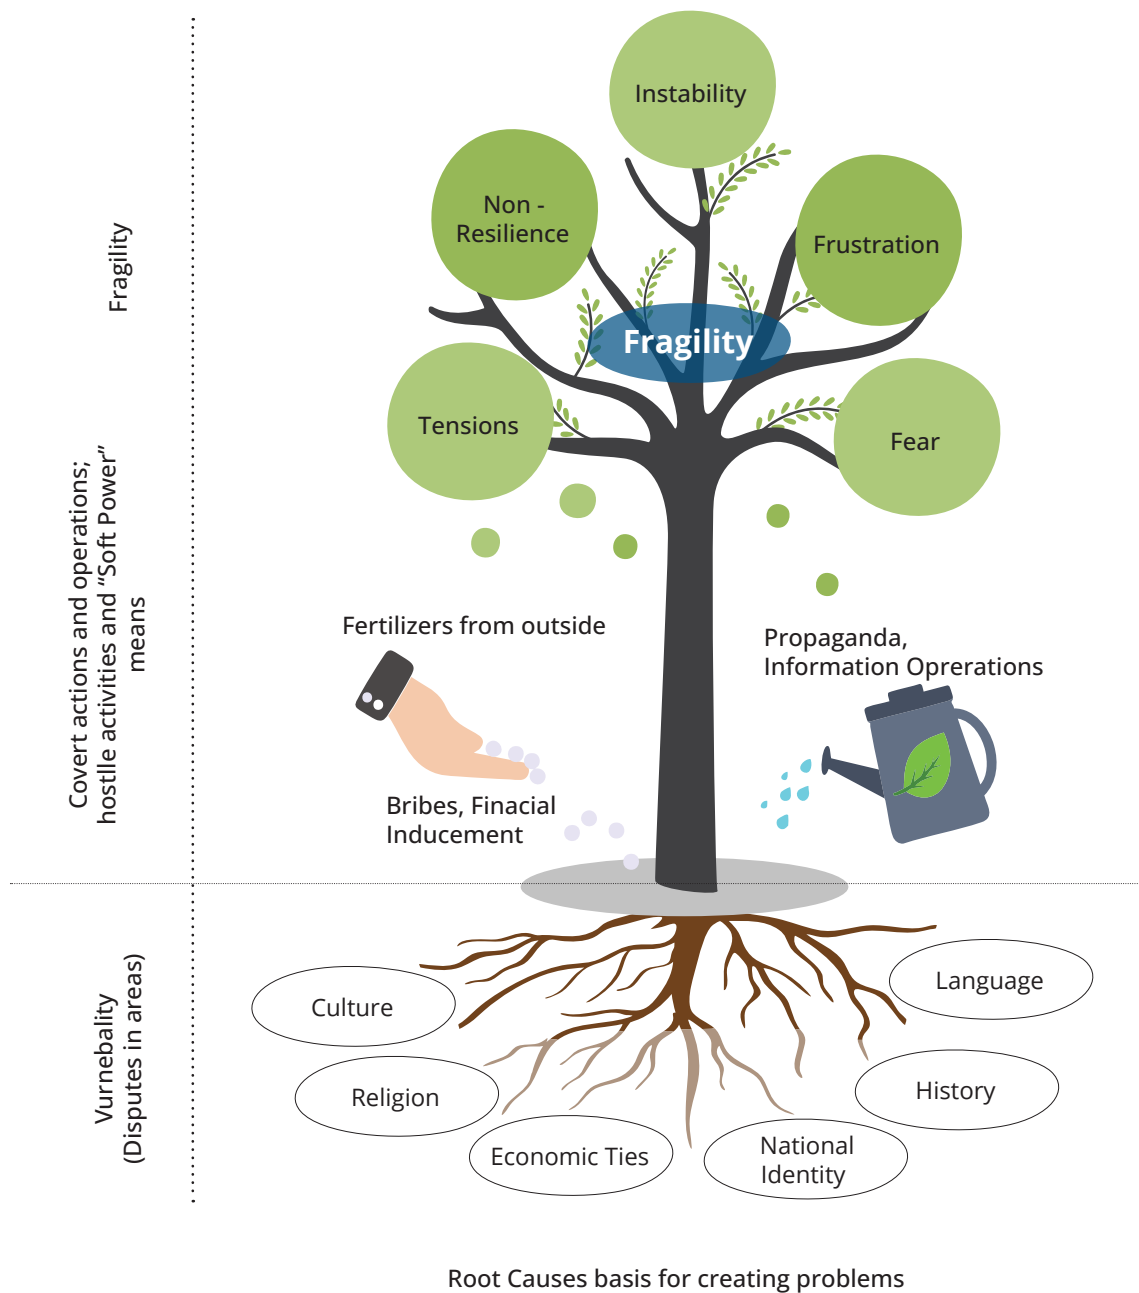 Instability
Non -
Resilience
Frustration
Fragility
Fragility
Tensions
Fear
Covert actions and operations;
hostlle activities and “Soft Power”
means
Fertilizers from outside
Propaganda,
Information Oprerations
Bribes, Finacial
Inducement
Vurnebality
(Disputes in areas)
Culture
Language
Religion
History
Economic Ties
National
Identity
Root Causes basis for creating problems